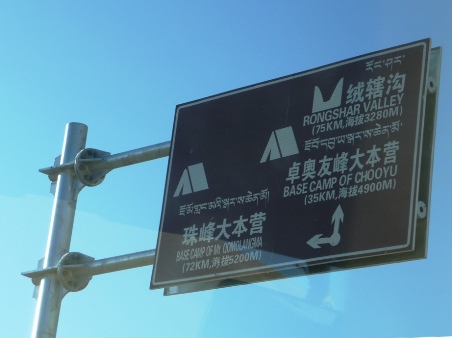 绒辖沟
RONGSHAR VALLEY
(75KM,海拔3280M)
卓奥友峰大本营
BASE CAMP OF CHOOYU
(35KM,海拔4900M)
珠峰大本营
BASE CAMP OF Mt. QOMOLANGMA
(72KM,海拔5200M)